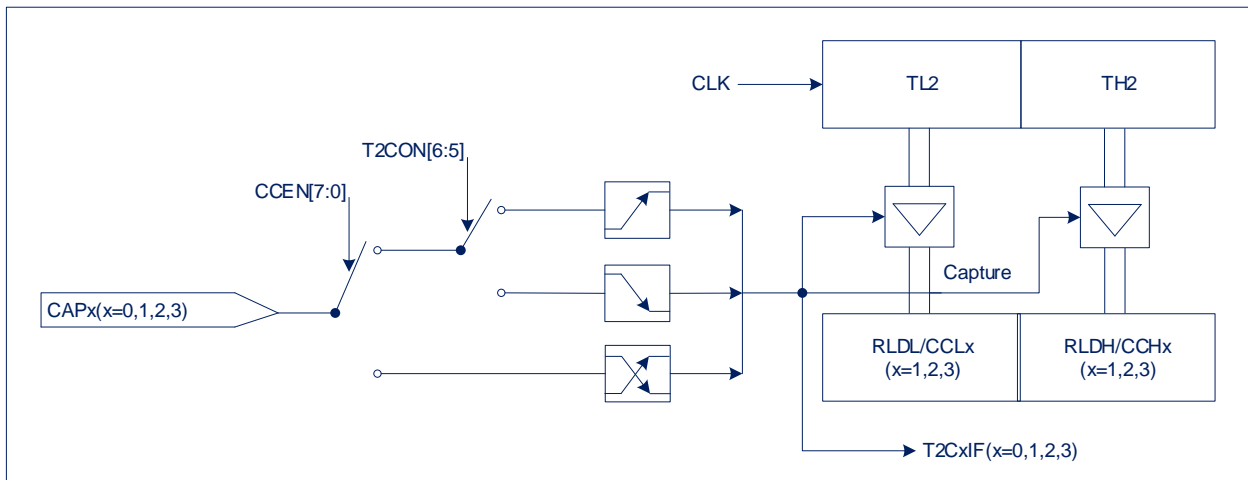 CLK
TL2
TH2
T2CON[6:5]
CCEN[7:0]
Capture
CAPx(x=0,1,2,3)
RLDL/CCLx
(x=1,2,3)
RLDH/CCHx
(x=1,2,3)
T2CxIF(x=0,1,2,3)